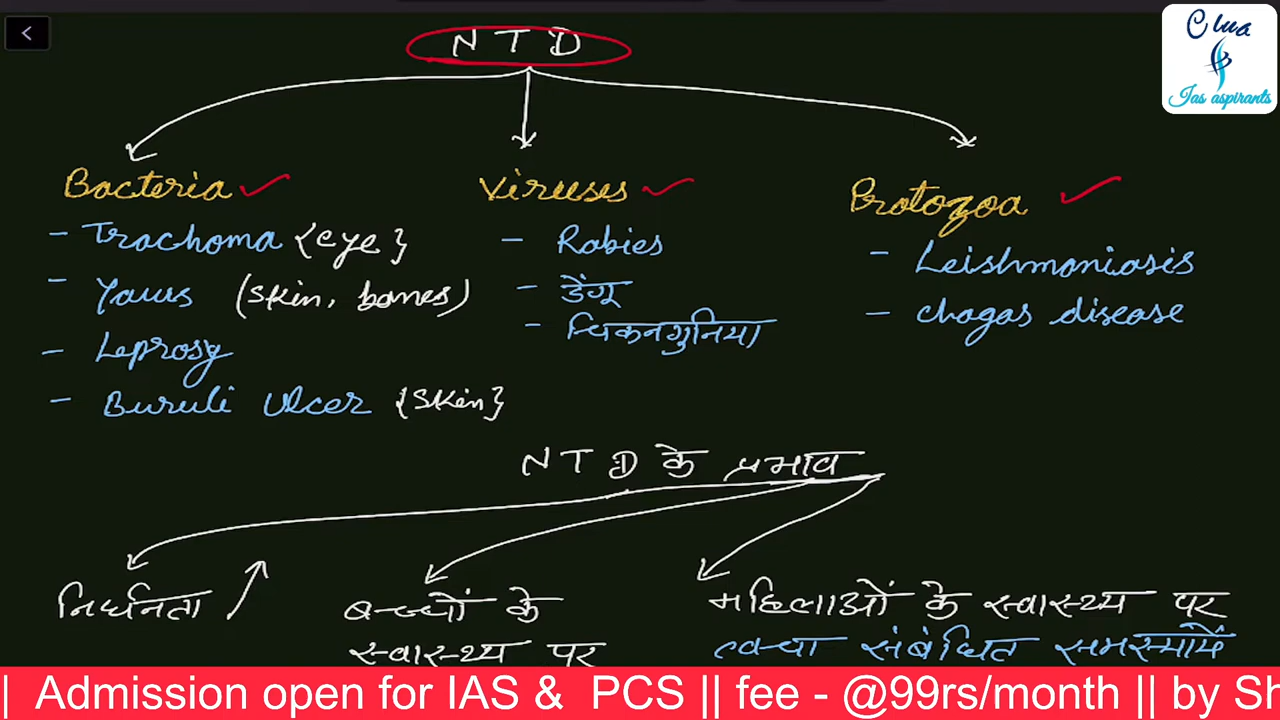 Clua
Ias aspirants
NTD
Bacteria
- Trachoma {eye}
- Yaws (skin, bones)
- Leprosy
- Buruli Ulcer {skin}
Viruses
- Rabies
- डेंगू
- चिकनगुनिया
Protozoa
- Leishmaniasis
- chagas disease
NTD के प्रभाव
निर्धनता
बच्चों के
स्वास्थ्य पर
महिलाओं के स्वास्थ्य पर
त्वचा संबंधित समस्यायें
|| Admission open for IAS & PCS || fee - @99rs/month || by Sh